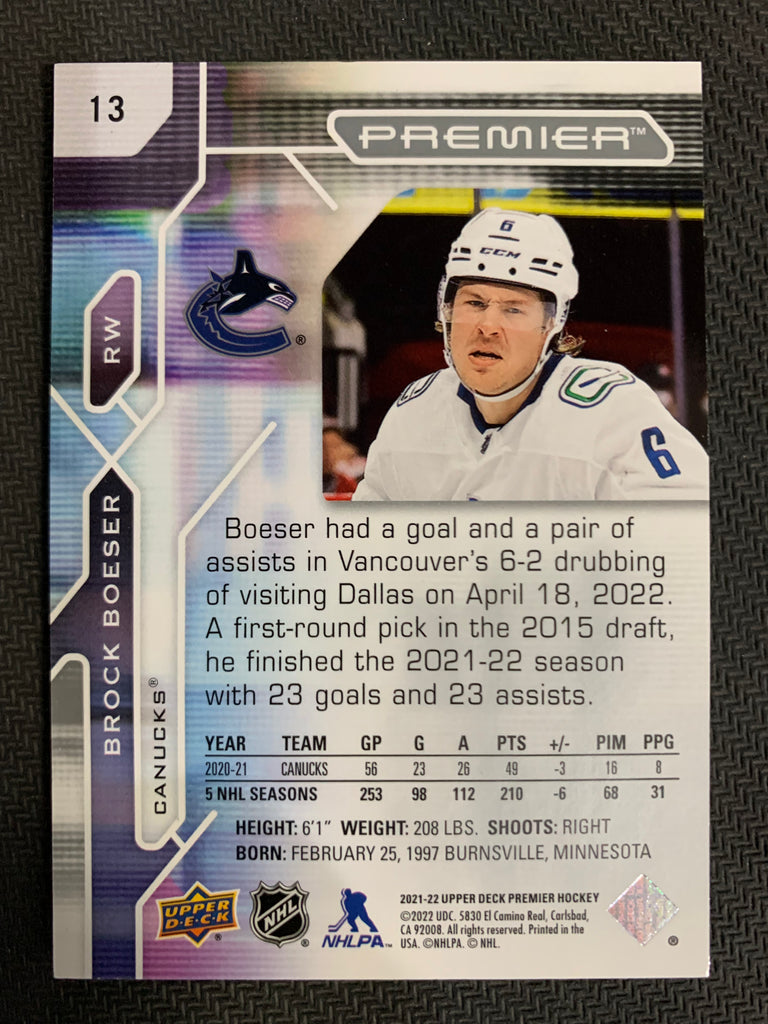 13
PREMIER™
RW
®
6
CCM
6
BROCK BOESER
CANUCKS®
Boeser had a goal and a pair of
assists in Vancouver's 6-2 drubbing
of visiting Dallas on April 18, 2022.
A first-round pick in the 2015 draft,
he finished the 2021-22 season
with 23 goals and 23 assists.
YEAR TEAM GP G A PTS +/- PIM PPG
2020-21 CANUCKS 56 23 26 49 -3 16 8
5 NHL SEASONS 253 98 112 210 -6 68 31
HEIGHT: 6'1" WEIGHT: 208 LBS. SHOOTS: RIGHT
BORN: FEBRUARY 25, 1997 BURNSVILLE, MINNESOTA
UPPER DECK ®
NHL ®
NHLPA™
2021-22 UPPER DECK PREMIER HOCKEY
©2022 UDC. 5830 El Camino Real, Carlsbad,
CA 92008. All rights reserved. Printed in the
USA. ©NHLPA. © NHL.
®